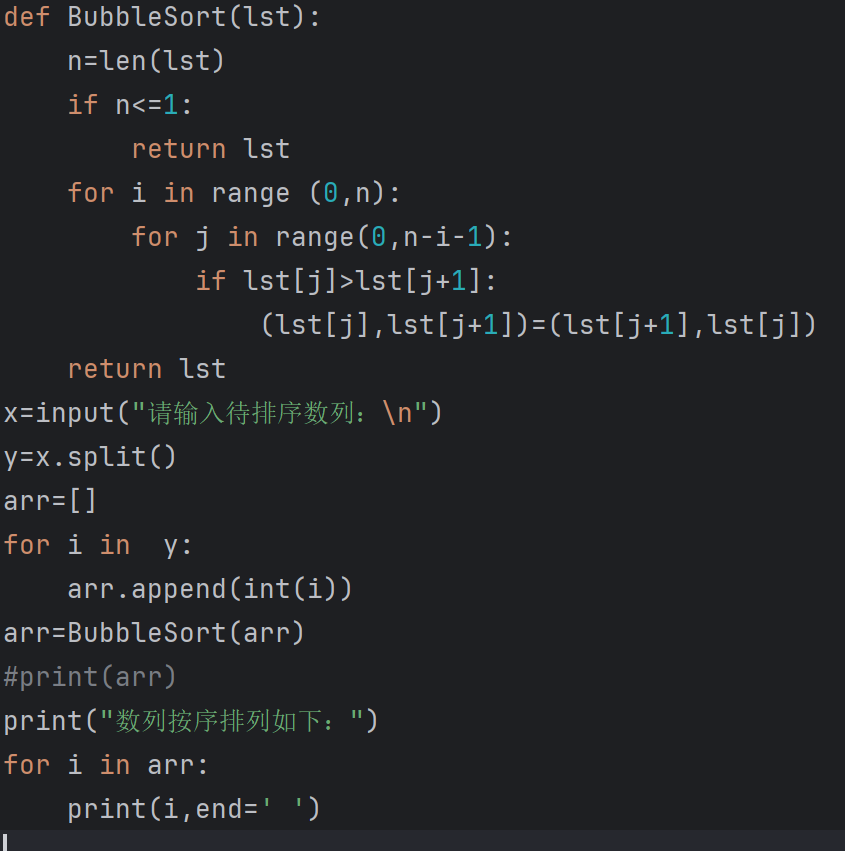 def BubbleSort(lst):
    n=len(lst)
    if n<=1:
        return lst
    for i in range (0,n):
        for j in range(0,n-i-1):
            if lst[j]>lst[j+1]:
                (lst[j],lst[j+1])=(lst[j+1],lst[j])
    return lst
x=input("请输入待排序数列：\n")
y=x.split()
arr=[]
for i in  y:
    arr.append(int(i))
arr=BubbleSort(arr)
#print(arr)
print("数列按序排列如下：")
for i in arr:
    print(i,end=' ')